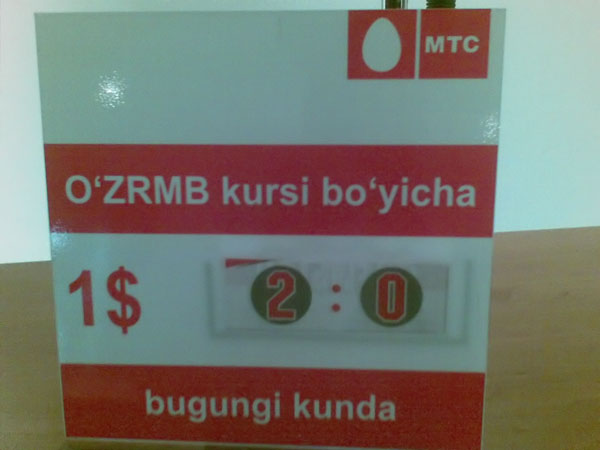 МТС
O‘ZRMB kursi bo‘yicha
1$ 2 : 0
bugungi kunda